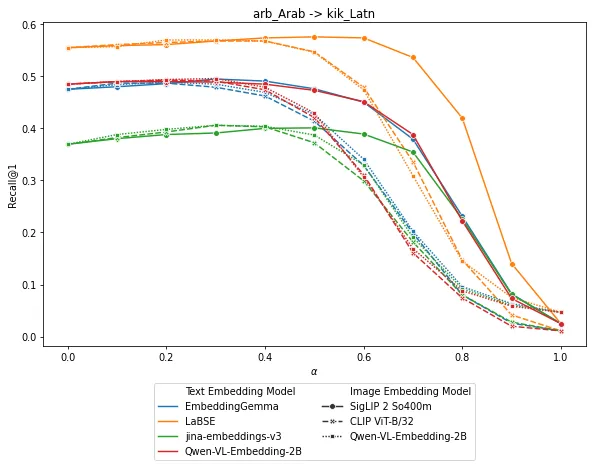 arb_Arab -> kik_Latn
Recall@1
0.6
0.5
0.4
0.3
0.2
0.1
0.0
0.0 0.2 0.4 0.6 0.8 1.0
α
Text Embedding Model Image Embedding Model
EmbeddingGemma SigLIP 2 So400m
LaBSE CLIP ViT-B/32
jina-embeddings-v3 Qwen-VL-Embedding-2B
Qwen-VL-Embedding-2B